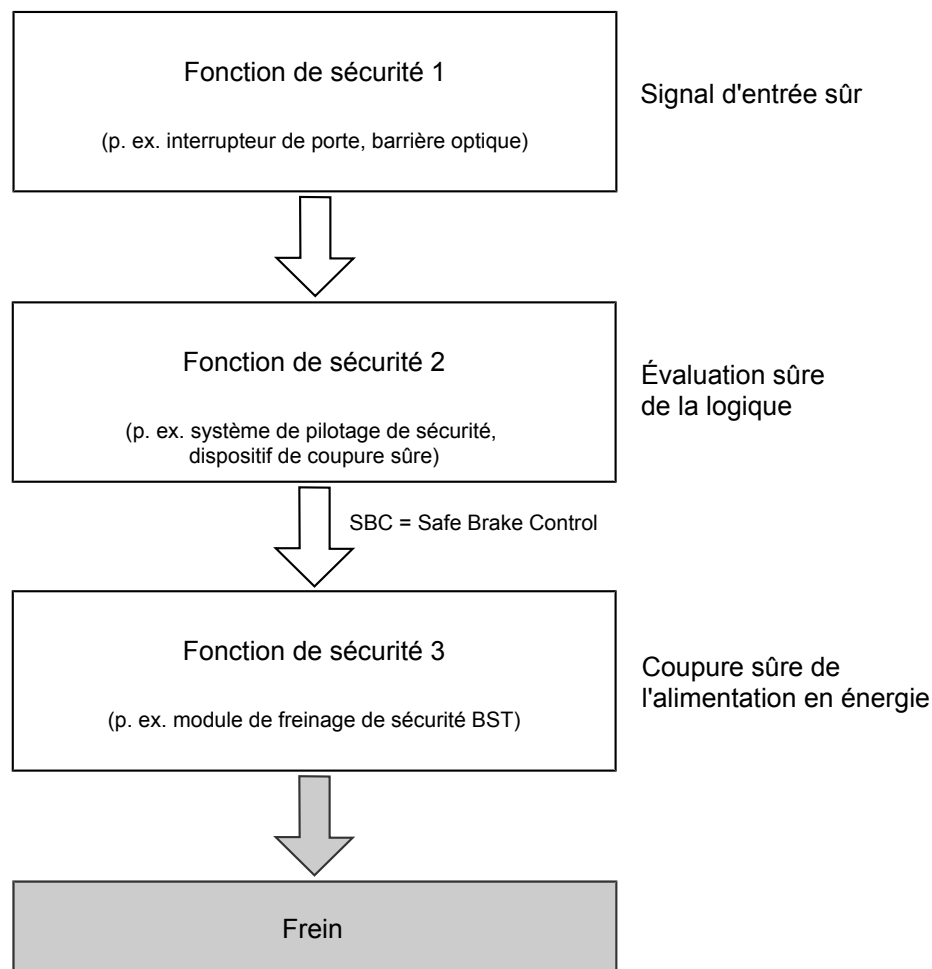 Fonction de sécurité 1
Signal d'entrée sûr
(p. ex. interrupteur de porte, barrière optique)
Fonction de sécurité 2
Évaluation sûre
de la logique
(p. ex. système de pilotage de sécurité,
dispositif de coupure sûre)
SBC = Safe Brake Control
Fonction de sécurité 3
Coupure sûre de
l'alimentation en énergie
(p. ex. module de freinage de sécurité BST)
Frein